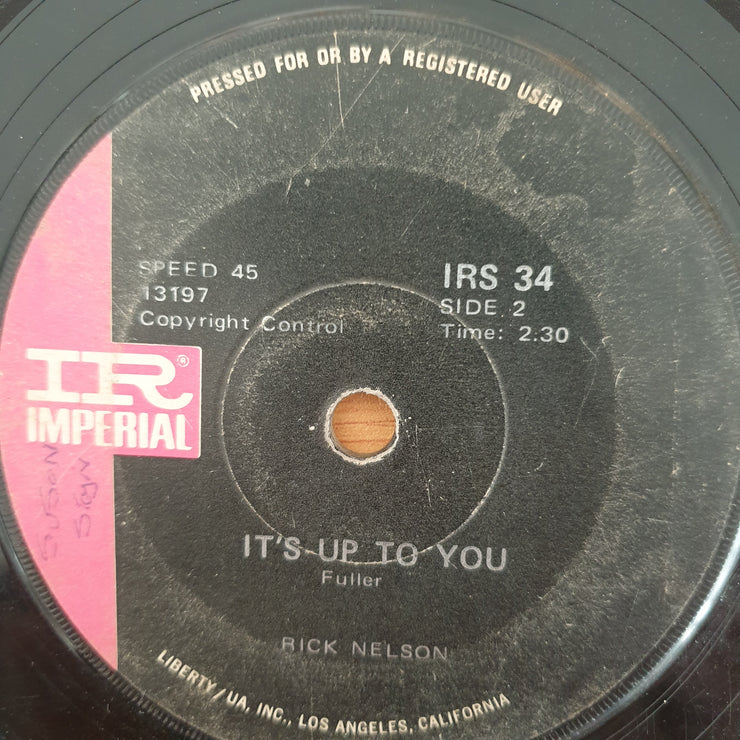 PRESSED FOR OR BY A REGISTERED USER
SPEED 45
13197
Copyright Control
IRS 34
SIDE 2
Time: 2.30
IR®
IMPERIAL
SUSAN
IT'S UP TO YOU
Fuller
RICK NELSON
LIBERTY/UA, INC., LOS ANGELES, CALIFORNIA